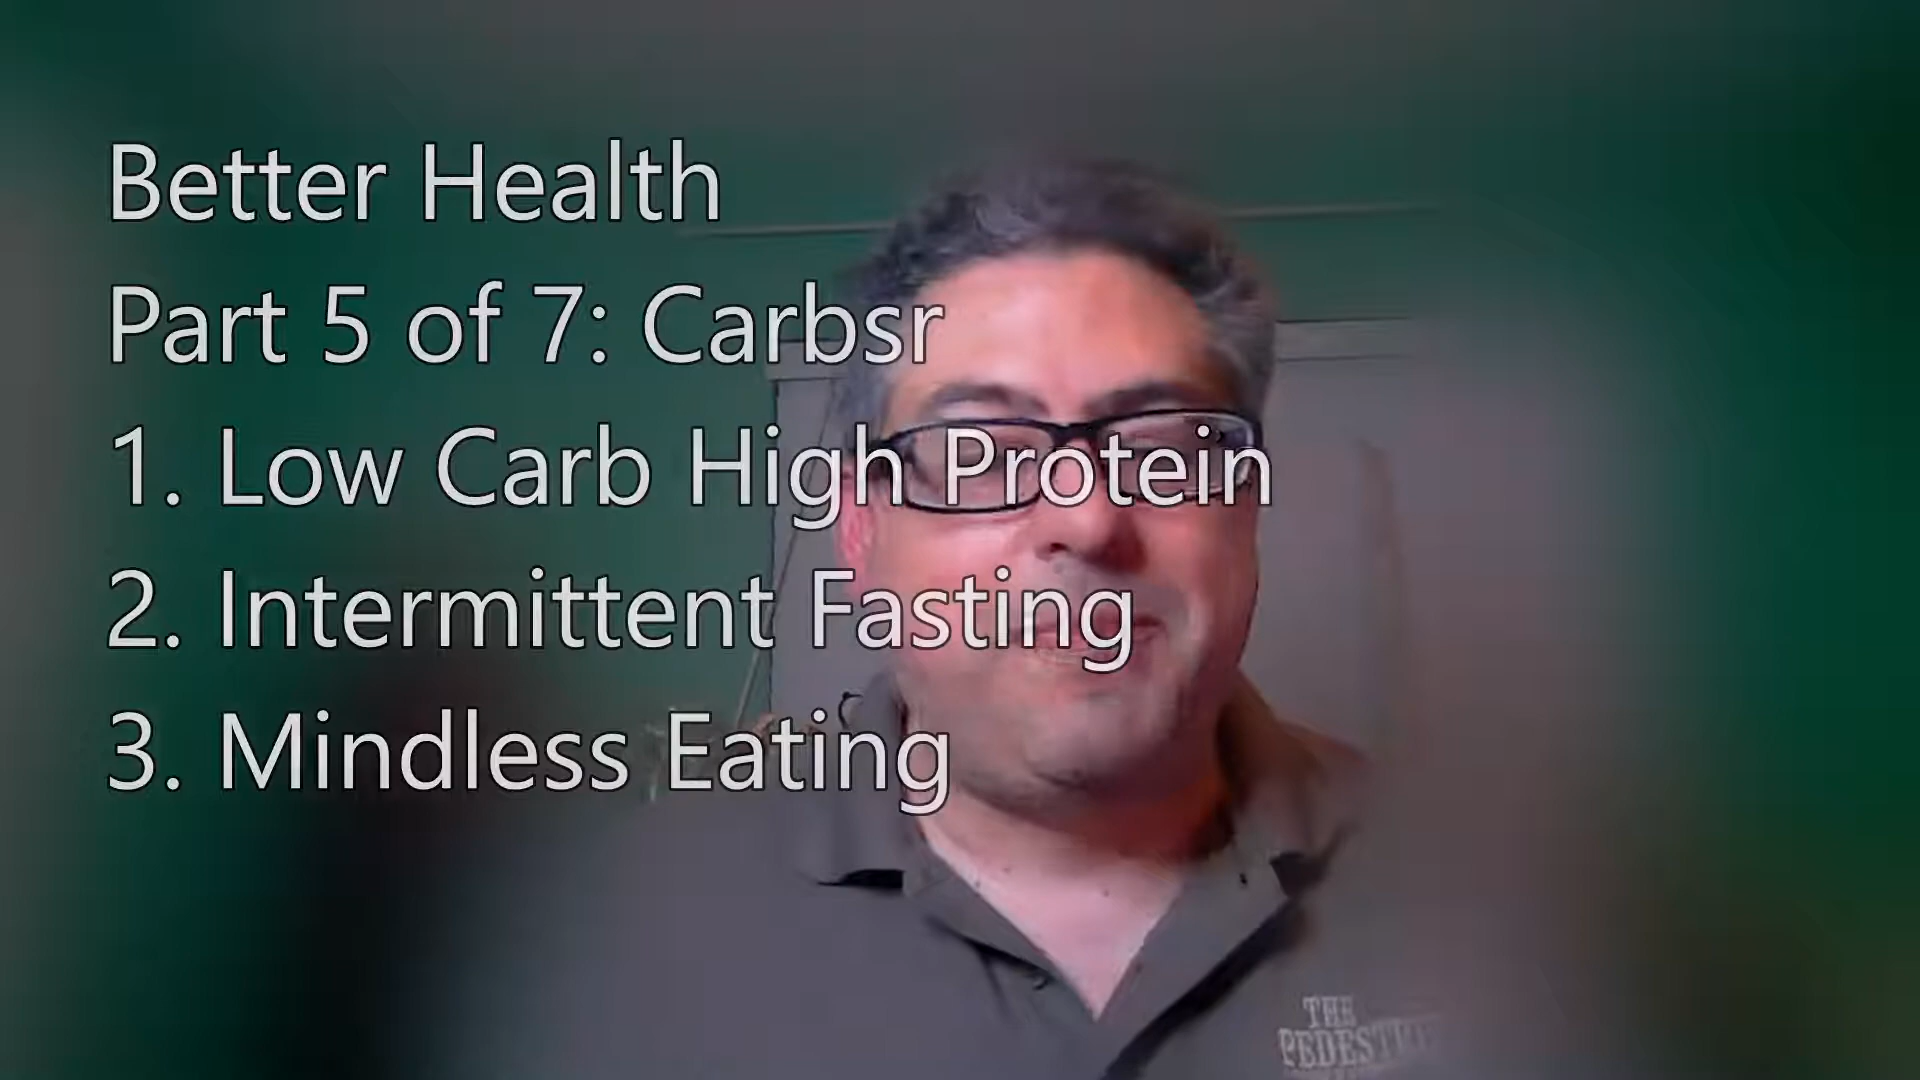 Better Health
Part 5 of 7: Carbsr
1. Low Carb High Protein
2. Intermittent Fasting
3. Mindless Eating
THE